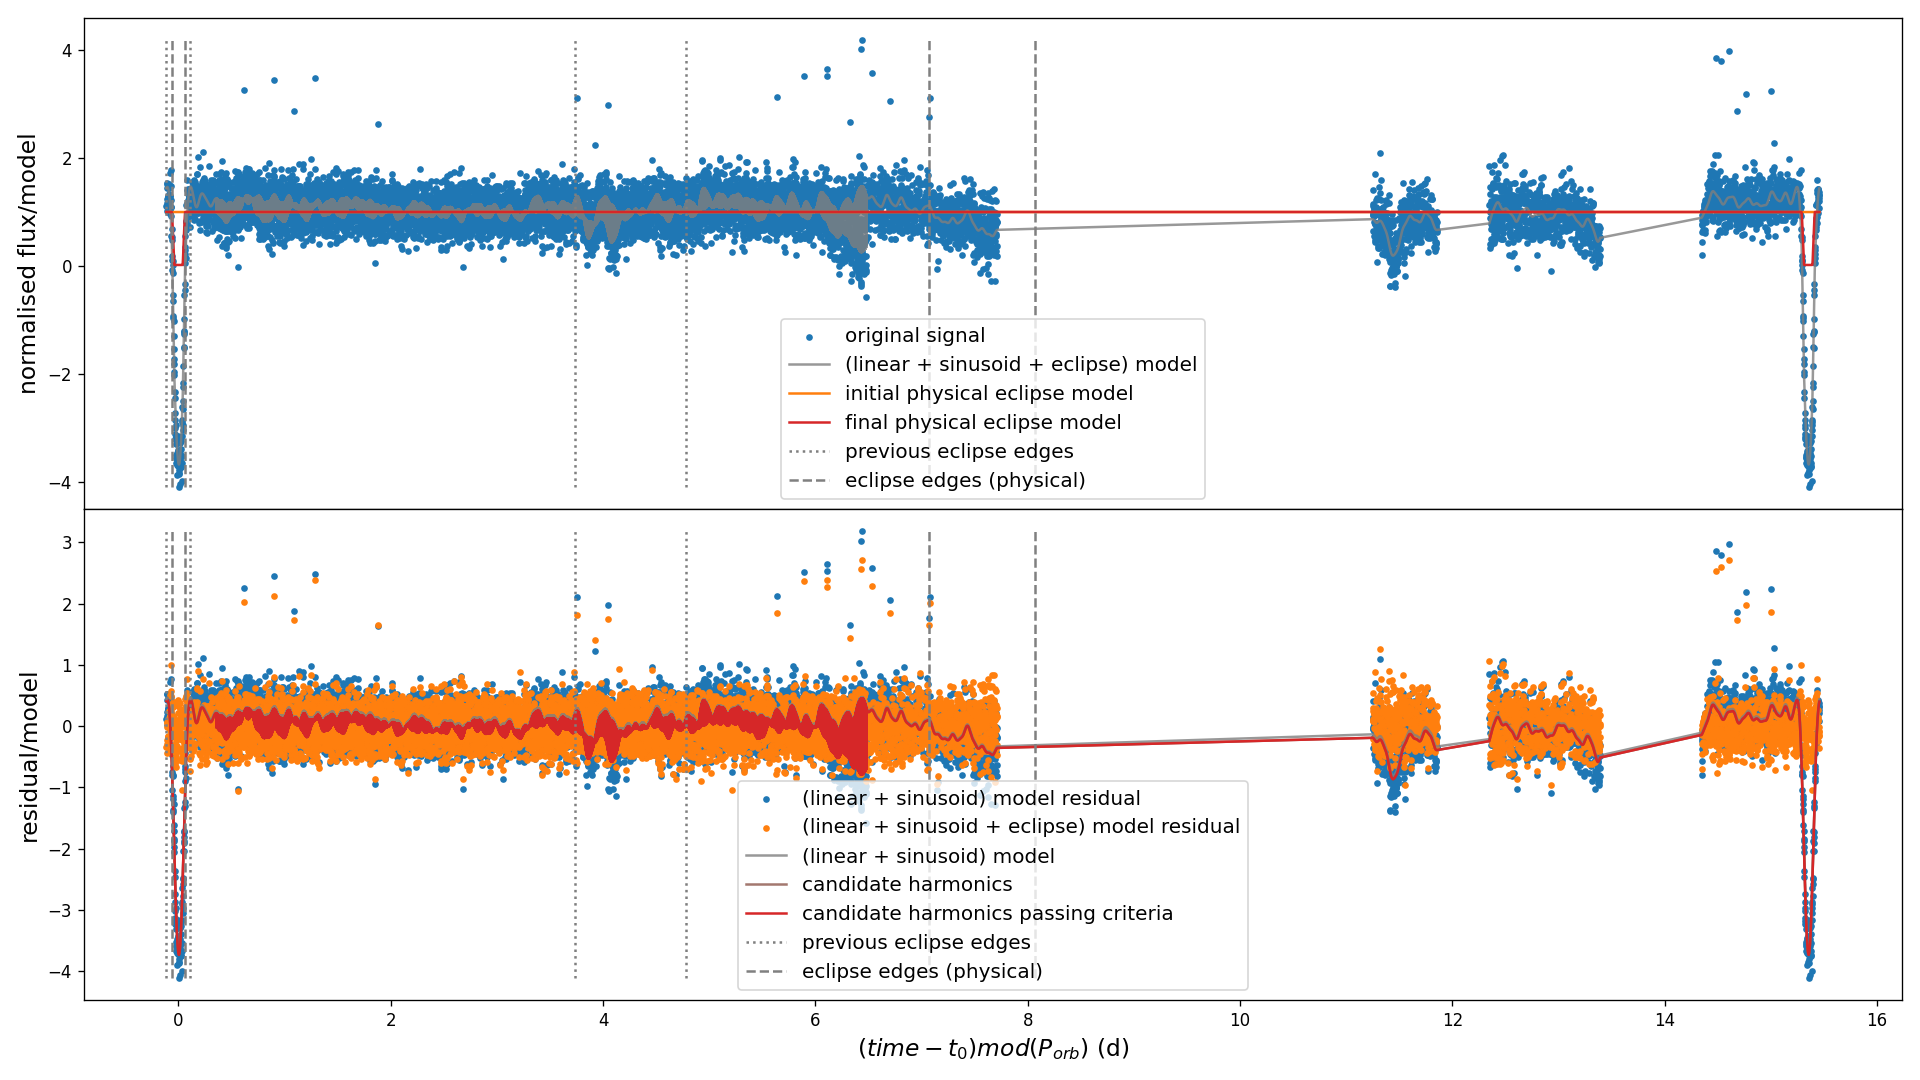 normalised flux/model
4
2
0
−2
−4
original signal
(linear + sinusoid + eclipse) model
initial physical eclipse model
final physical eclipse model
previous eclipse edges
eclipse edges (physical)
residual/model
3
2
1
0
−1
−2
−3
−4
(linear + sinusoid) model residual
(linear + sinusoid + eclipse) model residual
(linear + sinusoid) model
candidate harmonics
candidate harmonics passing criteria
previous eclipse edges
eclipse edges (physical)
0 2 4 6 8 10 12 14 16
(time − t₀)mod(Pₒᵣb) (d)